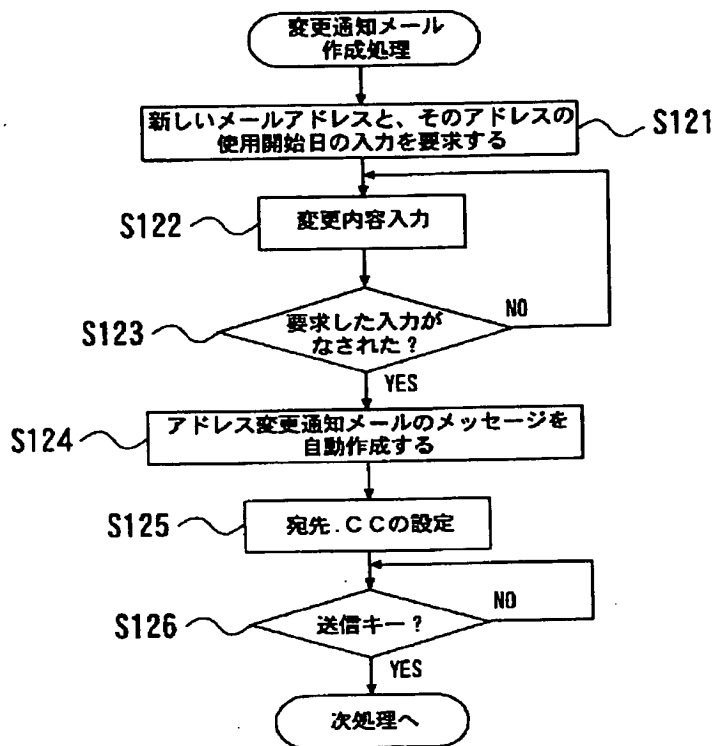 変更通知メール
作成処理
新しいメールアドレスと、そのアドレスの
使用開始日の入力を要求する
S121
S122
変更内容入力
S123
要求した入力が
なされた?
NO
YES
S124
アドレス変更通知メールのメッセージを
自動作成する
S125
宛先.CCの設定
S126
送信キー?
NO
YES
次処理へ